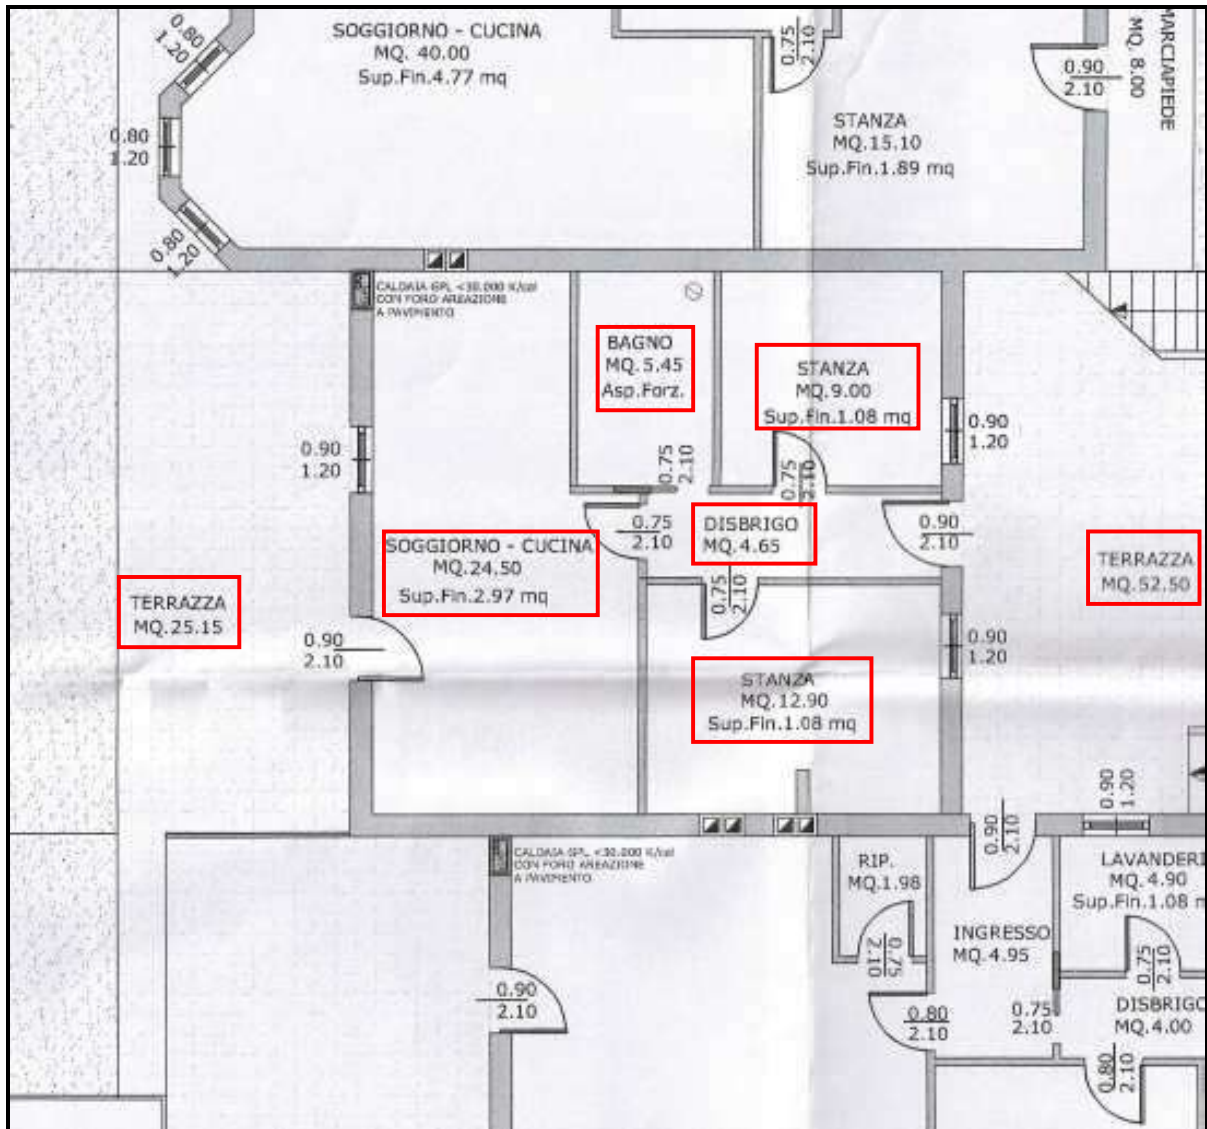 0.80
1.20
SOGGIORNO - CUCINA
MQ. 40.00
Sup.Fin.4.77 mq
0.75
2.10
0.90
2.10
MARCIAPIEDE
MQ. 8.00
0.80
1.20
STANZA
MQ.15.10
Sup.Fin.1.89 mq
0.80
1.20
CALDAIA GPL <30.000 K/cal
CON FORO AREAZIONE
A PAVIMENTO
BAGNO
MQ.5.45
Asp.Forz.
STANZA
MQ.9.00
Sup.Fin.1.08 mq
0.90
1.20
0.90
1.20
0.75
2.10
0.75
2.10
0.75
2.10
DISBRIGO
MQ.4.65
0.90
2.10
SOGGIORNO - CUCINA
MQ.24.50
Sup.Fin.2.97 mq
TERRAZZA
MQ.52.50
TERRAZZA
MQ.25.15
0.75
2.10
0.90
2.10
0.90
1.20
STANZA
MQ.12.90
Sup.Fin.1.08 mq
0.90
1.20
0.90
2.10
CALDAIA GPL <30.000 K/cal
CON FORO AREAZIONE
A PAVIMENTO
RIP.
MQ.1.98
LAVANDERI
MQ.4.90
Sup.Fin.1.08 m
INGRESSO
MQ.4.95
0.75
2.10
0.75
2.10
0.90
2.10
0.80
2.10
0.75
2.10
DISBRIGO
MQ.4.00
0.80
2.10